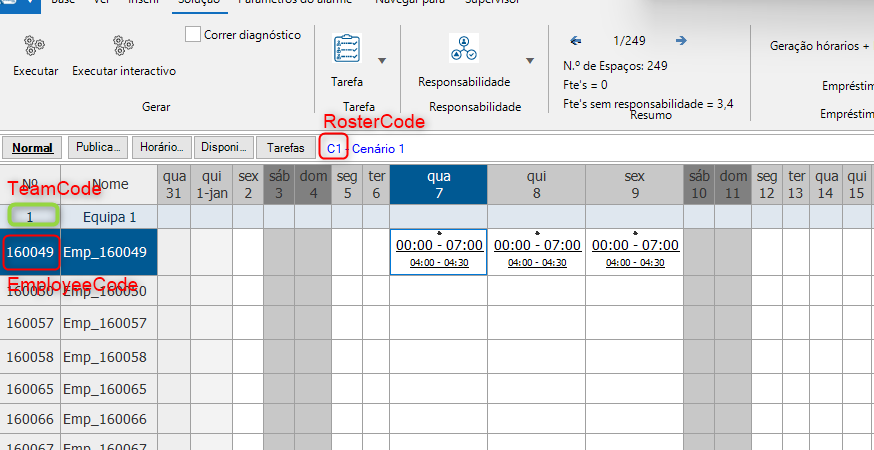 Base Ver Inserir Solução Parâmetros do alarme Navegar para Supervisor
Correr diagnóstico
Executar
Executar interactivo
Gerar
Tarefa
Tarefa
Responsabilidade
Responsabilidade
1/249
N.º de Espaços: 249
Fte's = 0
Fte's sem responsabilidade = 3,4
Resumo
Geração hórarios +
Emprésti
Empréstim
RosterCode
Normal Publica... Horário... Disponi... Tarefas C1 - Cenário 1
Nº Nome qua 31 qui 1-jan sex 2 sáb 3 dom 4 seg 5 ter 6 qua 7 qui 8 sex 9 sáb 10 dom 11 seg 12 ter 13 qua 14 qui 15
TeamCode
1 Equipa 1
160049 Emp_160049 00:00 - 07:00 00:00 - 07:00 00:00 - 07:00
04:00 - 04:30 04:00 - 04:30 04:00 - 04:30
EmployeeCode
160050 Emp_160050
160057 Emp_160057
160058 Emp_160058
160065 Emp_160065
160066 Emp_160066
160067 Emp_160067